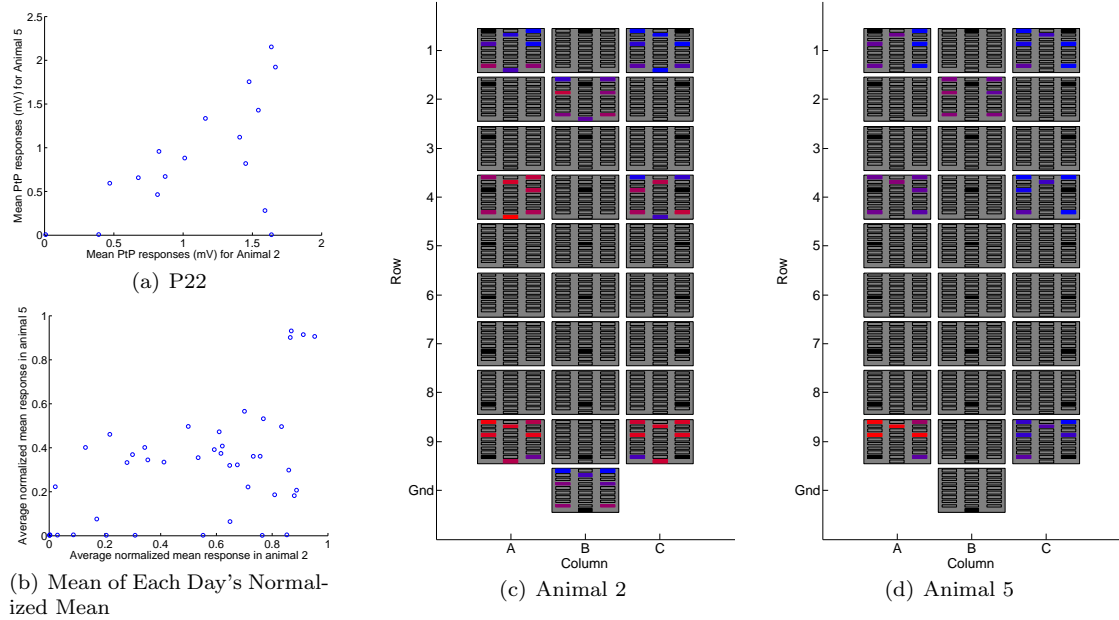 2.5
2
1.5
1
0.5
0
0
0.5
1
1.5
2
Mean PtP responses (mV) for Animal 5
Mean PtP responses (mV) for Animal 2
(a) P22
1
0.8
0.6
0.4
0.2
0
0
0.2
0.4
0.6
0.8
1
Average normalized mean response in animal 5
Average normalized mean response in animal 2
(b) Mean of Each Day's Normal-
ized Mean
1
2
3
4
5
6
7
8
9
Gnd
Row
A
B
C
Column
(c) Animal 2
1
2
3
4
5
6
7
8
9
Gnd
Row
A
B
C
Column
(d) Animal 5